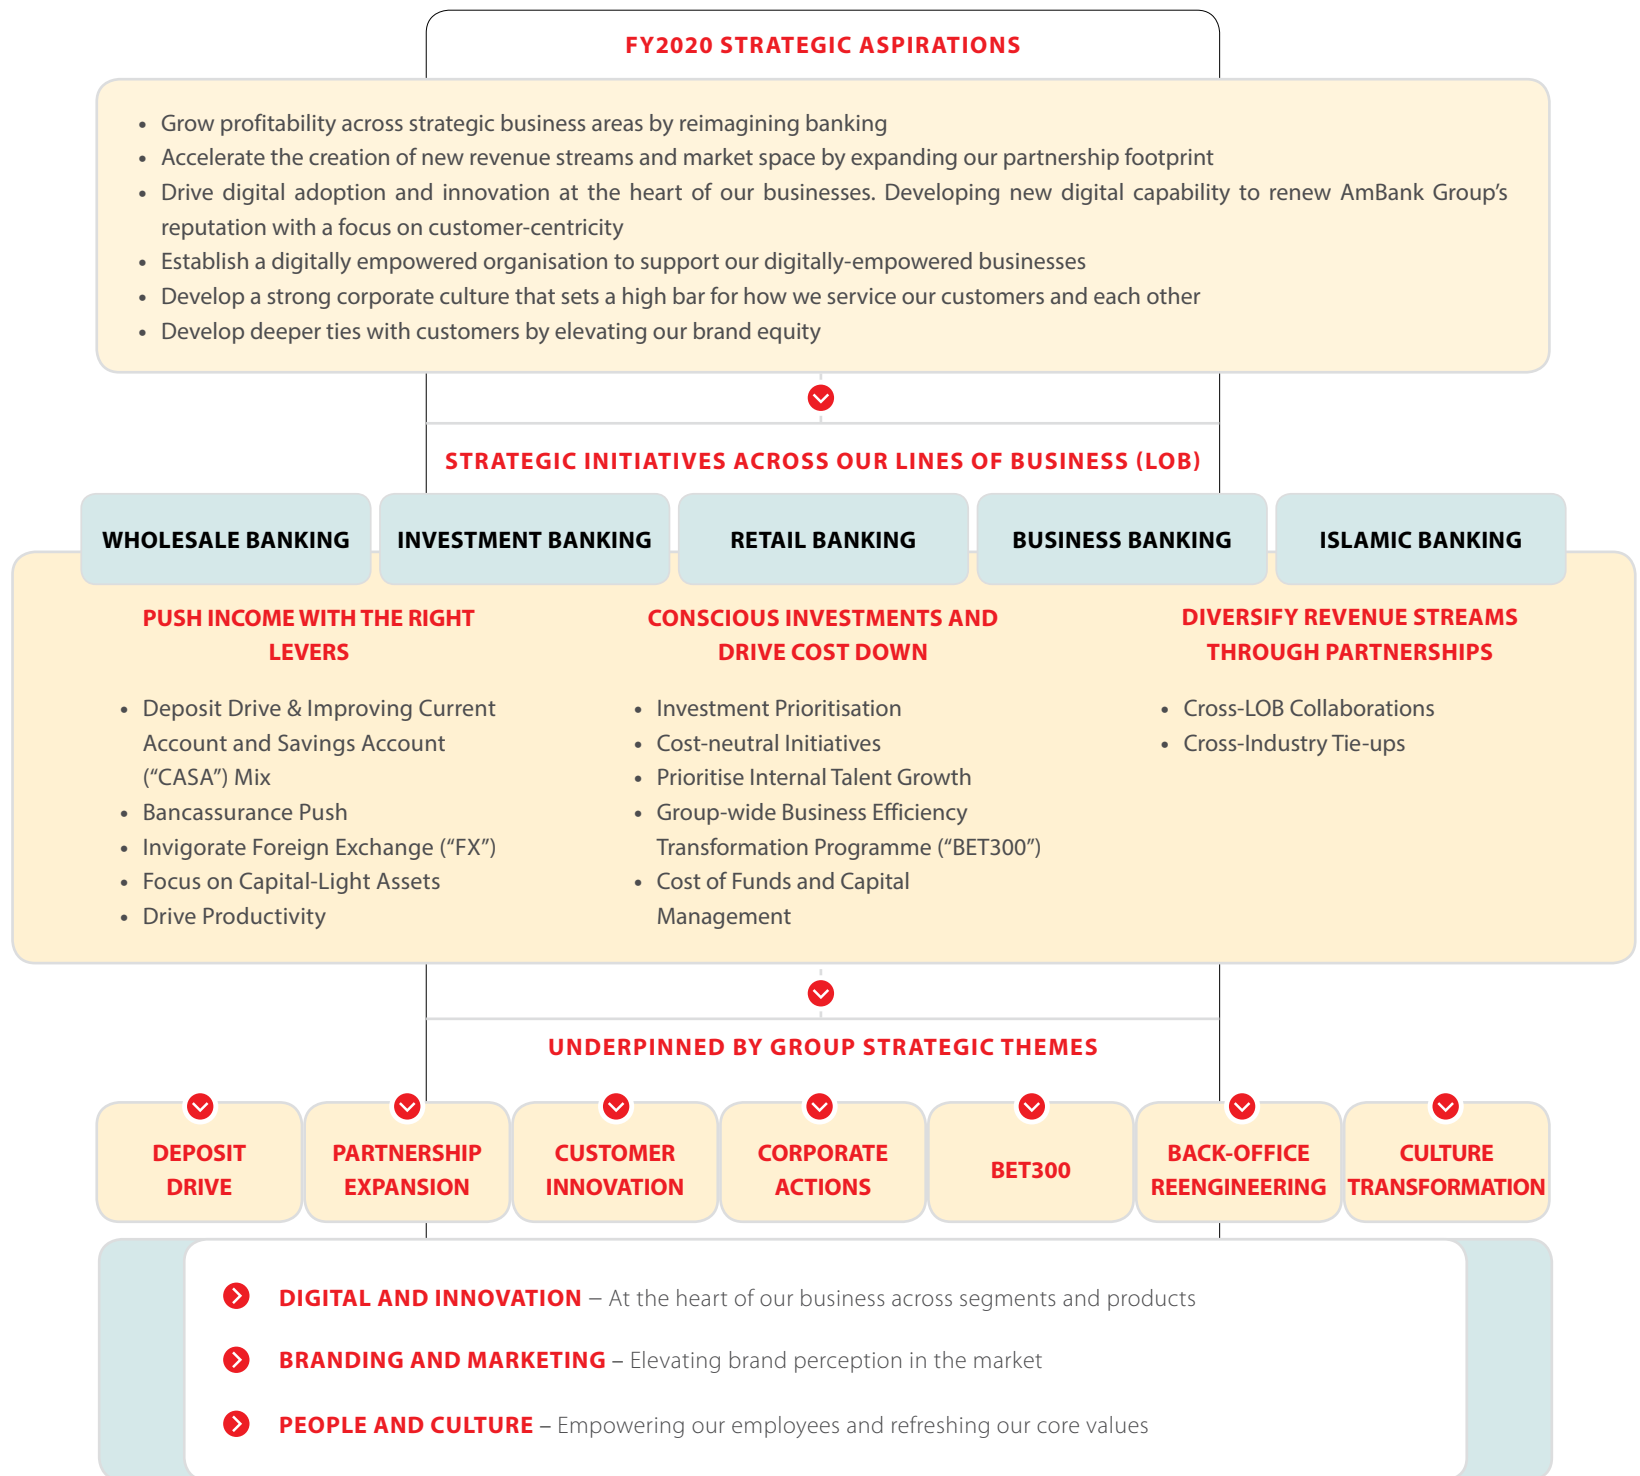 FY2020 STRATEGIC ASPIRATIONS
• Grow profitability across strategic business areas by reimagining banking
• Accelerate the creation of new revenue streams and market space by expanding our partnership footprint
• Drive digital adoption and innovation at the heart of our businesses. Developing new digital capability to renew AmBank Group’s
reputation with a focus on customer-centricity
• Establish a digitally empowered organisation to support our digitally-empowered businesses
• Develop a strong corporate culture that sets a high bar for how we service our customers and each other
• Develop deeper ties with customers by elevating our brand equity
STRATEGIC INITIATIVES ACROSS OUR LINES OF BUSINESS (LOB)
WHOLESALE BANKING
INVESTMENT BANKING
RETAIL BANKING
BUSINESS BANKING
ISLAMIC BANKING
PUSH INCOME WITH THE RIGHT
LEVERS
• Deposit Drive & Improving Current
Account and Savings Account
(“CASA”) Mix
• Bancassurance Push
• Invigorate Foreign Exchange (“FX”)
• Focus on Capital-Light Assets
• Drive Productivity
CONSCIOUS INVESTMENTS AND
DRIVE COST DOWN
• Investment Prioritisation
• Cost-neutral Initiatives
• Prioritise Internal Talent Growth
• Group-wide Business Efficiency
Transformation Programme (“BET300”)
• Cost of Funds and Capital
Management
DIVERSIFY REVENUE STREAMS
THROUGH PARTNERSHIPS
• Cross-LOB Collaborations
• Cross-Industry Tie-ups
UNDERPINNED BY GROUP STRATEGIC THEMES
DEPOSIT
DRIVE
PARTNERSHIP
EXPANSION
CUSTOMER
INNOVATION
CORPORATE
ACTIONS
BET300
BACK-OFFICE
REENGINEERING
CULTURE
TRANSFORMATION
DIGITAL AND INNOVATION – At the heart of our business across segments and products
BRANDING AND MARKETING – Elevating brand perception in the market
PEOPLE AND CULTURE – Empowering our employees and refreshing our core values